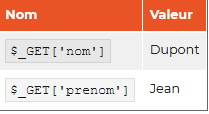 Nom Valeur
$_GET['nom'] Dupont
$_GET['prenom'] Jean